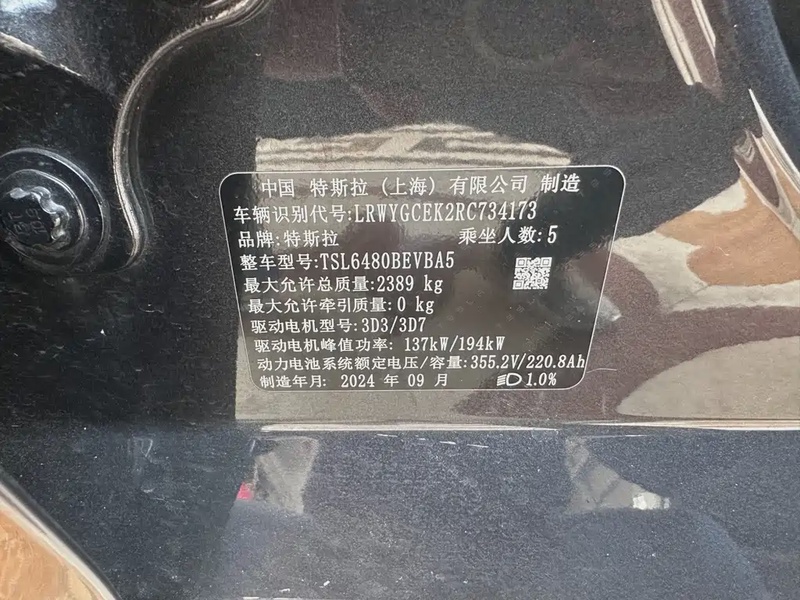 中国 特斯拉(上海)有限公司 制造
车辆识别代号:LRWYGCEK2RC734173
品牌:特斯拉 乘坐人数:5
整车型号:TSL6480BEVBA5
最大允许总质量:2389 kg
最大允许牵引质量:0 kg
驱动电机型号:3D3/3D7
驱动电机峰值功率: 137kW/194kW
动力电池系统额定电压/容量:355.2V/220.8Ah
制造年月: 2024 年 09 月 1.0%